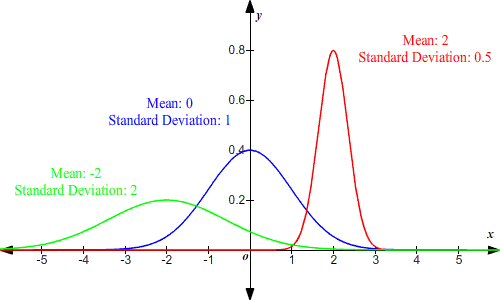 y
Mean: 2
Standard Deviation: 0.5
0.8
0.6
Mean: 0
Standard Deviation: 1
0.4
Mean: -2
Standard Deviation: 2
0.2
x
-5 -4 -3 -2 -1 o 1 2 3 4 5